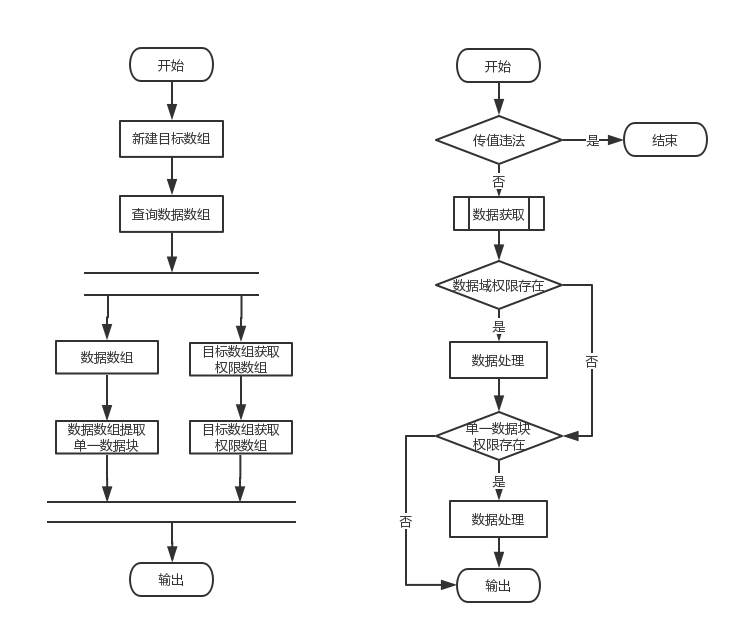 开始
新建目标数组
查询数据数组
数据数组
目标数组获取
权限数组
数据数组提取
单一数据块
目标数组获取
权限数组
输出
开始
传值违法
是
结束
否
数据获取
数据域权限存在
是
否
数据处理
单一数据块
权限存在
是
否
数据处理
输出